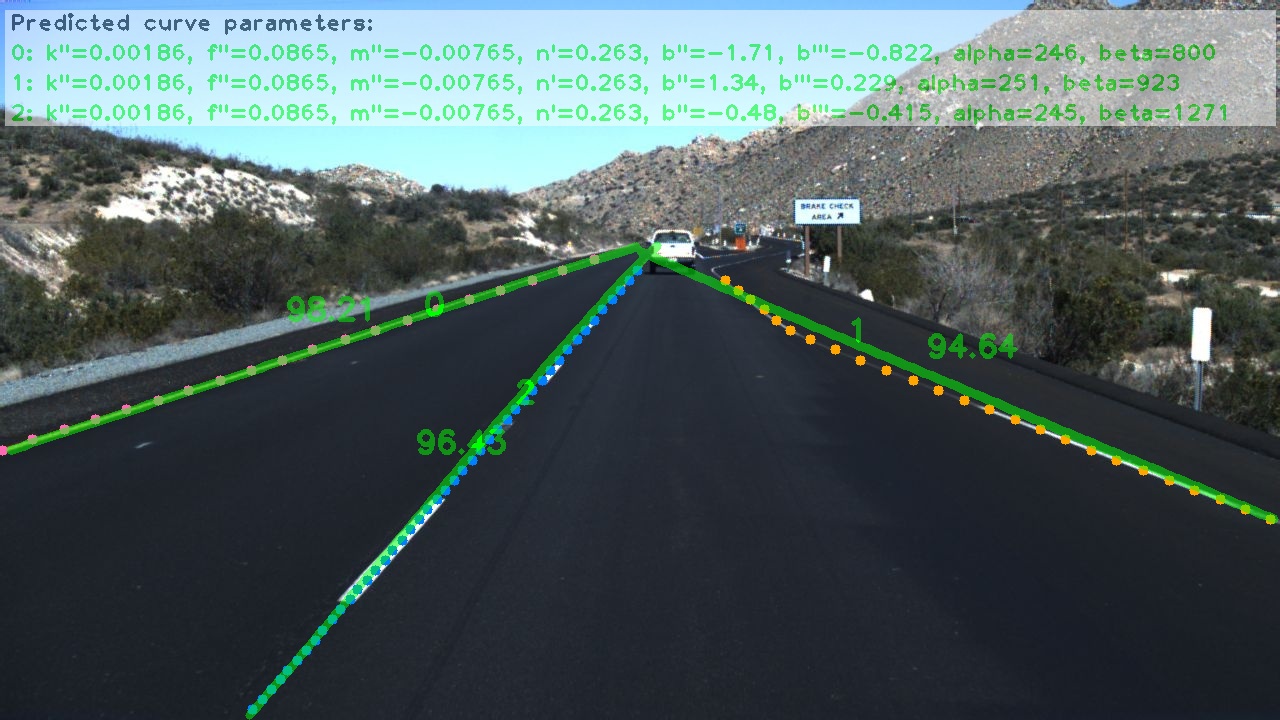 Predicted curve parameters:
0: k''=0.00186, f''=0.0865, m''=-0.00765, n'=0.263, b''=-1.71, b'''=-0.822, alpha=246, beta=800
1: k''=0.00186, f''=0.0865, m''=-0.00765, n'=0.263, b''=1.34, b'''=0.229, alpha=251, beta=923
2: k''=0.00186, f''=0.0865, m''=-0.00765, n'=0.263, b''=-0.48, b'''=-0.415, alpha=245, beta=1271
BRAKE CHECK
AREA ↗
98.21
0
1
94.64
2
96.43